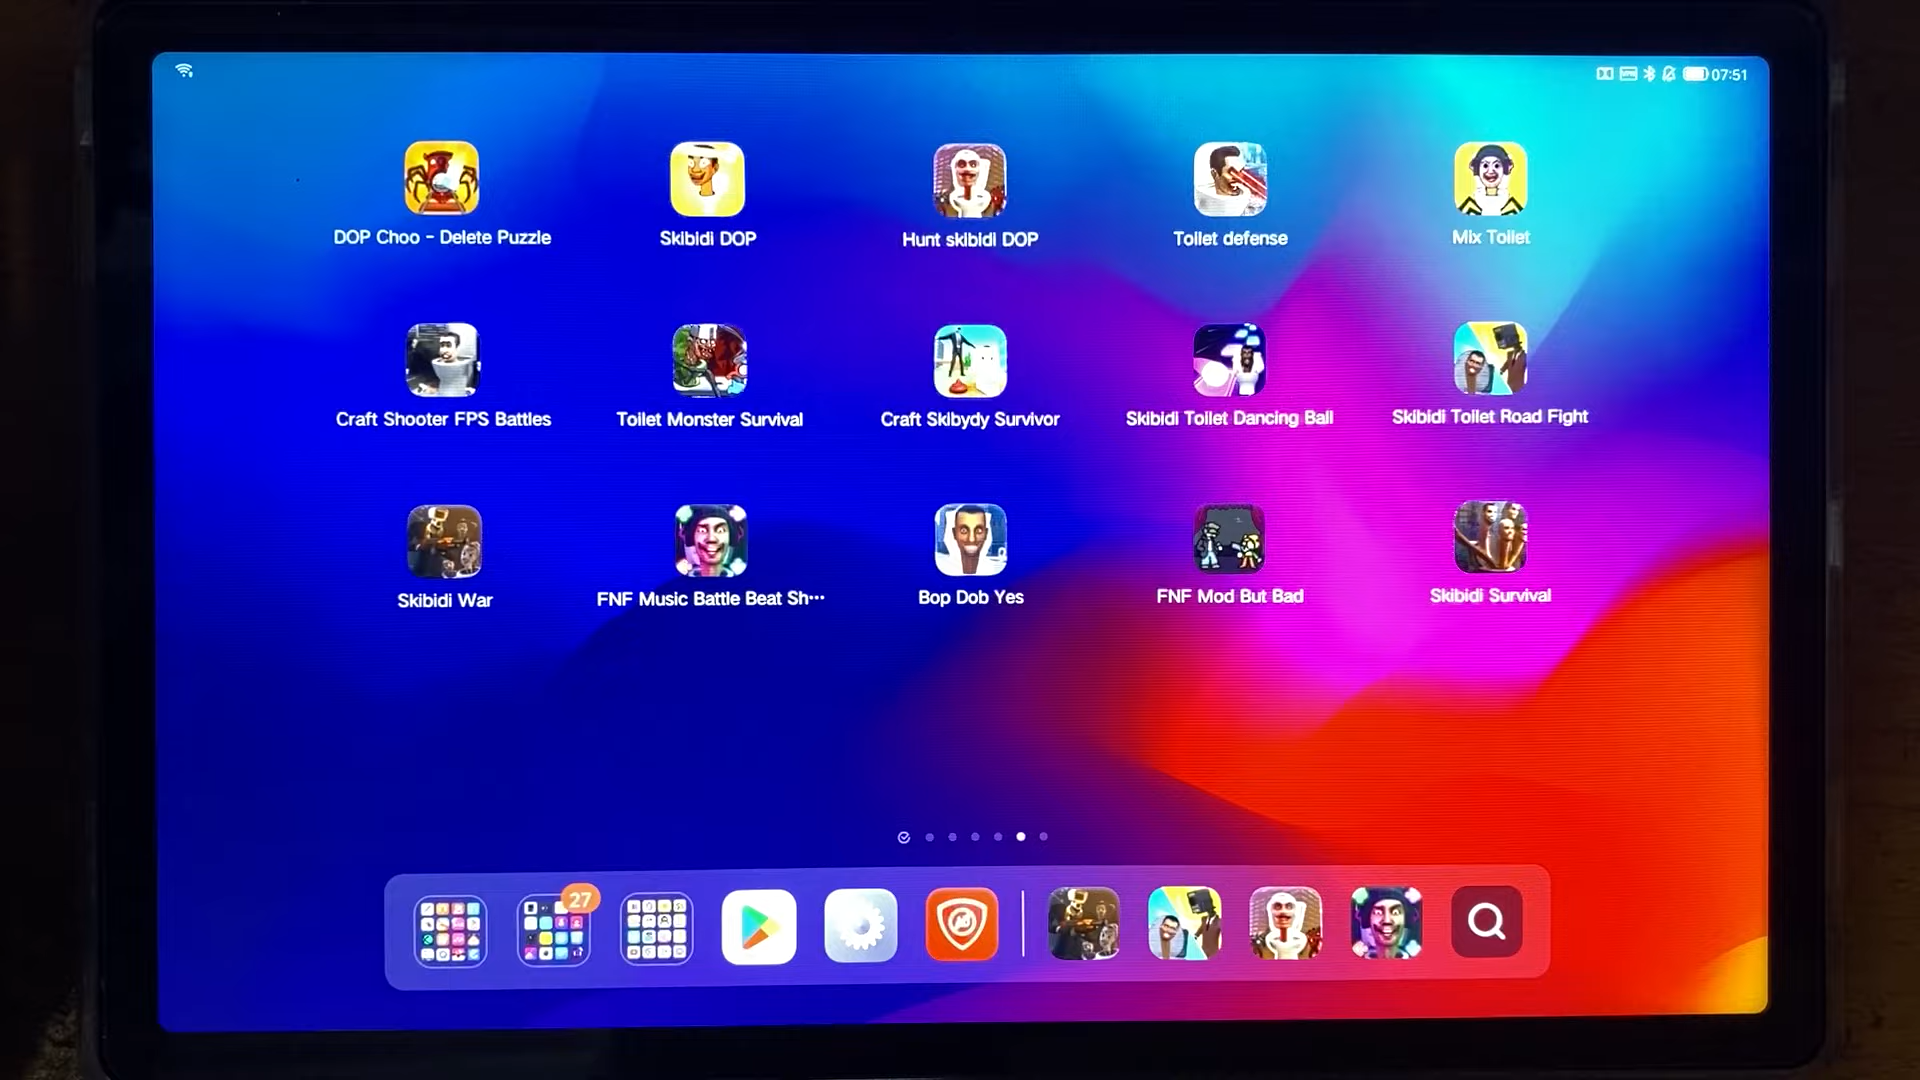 07:51
DOP Choo - Delete Puzzle
Skibidi DOP
Hunt skibidi DOP
Toilet defense
Mix Toilet
Craft Shooter FPS Battles
Toilet Monster Survival
Craft Skibydy Survivor
Skibidi Toilet Dancing Ball
Skibidi Toilet Road Fight
Skibidi War
FNF Music Battle Beat Sh···
Bop Dob Yes
FNF Mod But Bad
Skibidi Survival
27